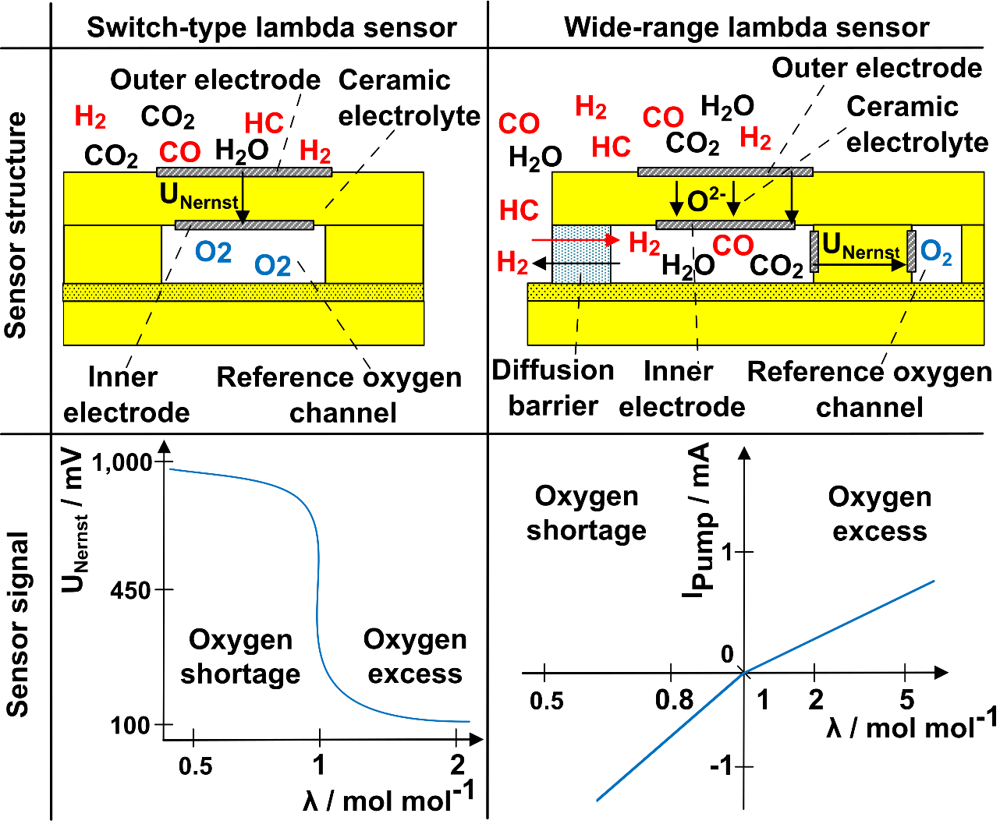 Switch-type lambda sensor
Wide-range lambda sensor
Sensor structure
Outer electrode
Ceramic
electrolyte
H2
CO2
HC
CO2
CO
H2O
H2
UNernst
O2
O2
Inner
electrode
Reference oxygen
channel
Outer electrode
Ceramic
electrolyte
CO
H2
CO
H2O
H2O
HC
CO2
H2
HC
H2
O2-
H2
CO
H2O
CO2
UNernst
O2
Diffusion
barrier
Inner
electrode
Reference oxygen
channel
Sensor signal
UNernst / mV
1,000
450
100
Oxygen
shortage
Oxygen
excess
0.5
1
2
λ / mol mol-1
IPump / mA
Oxygen
shortage
Oxygen
excess
1
0
-1
0.5
0.8
1
2
5
λ / mol mol-1